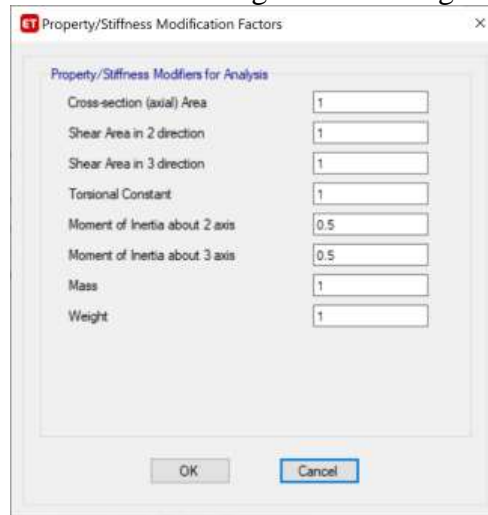 ET Property/Stiffness Modification Factors
Property/Stiffness Modifiers for Analysis
Cross-section (axial) Area 1
Shear Area in 2 direction 1
Shear Area in 3 direction 1
Torsional Constant 1
Moment of Inertia about 2 axis 0.5
Moment of Inertia about 3 axis 0.5
Mass 1
Weight 1
OK Cancel